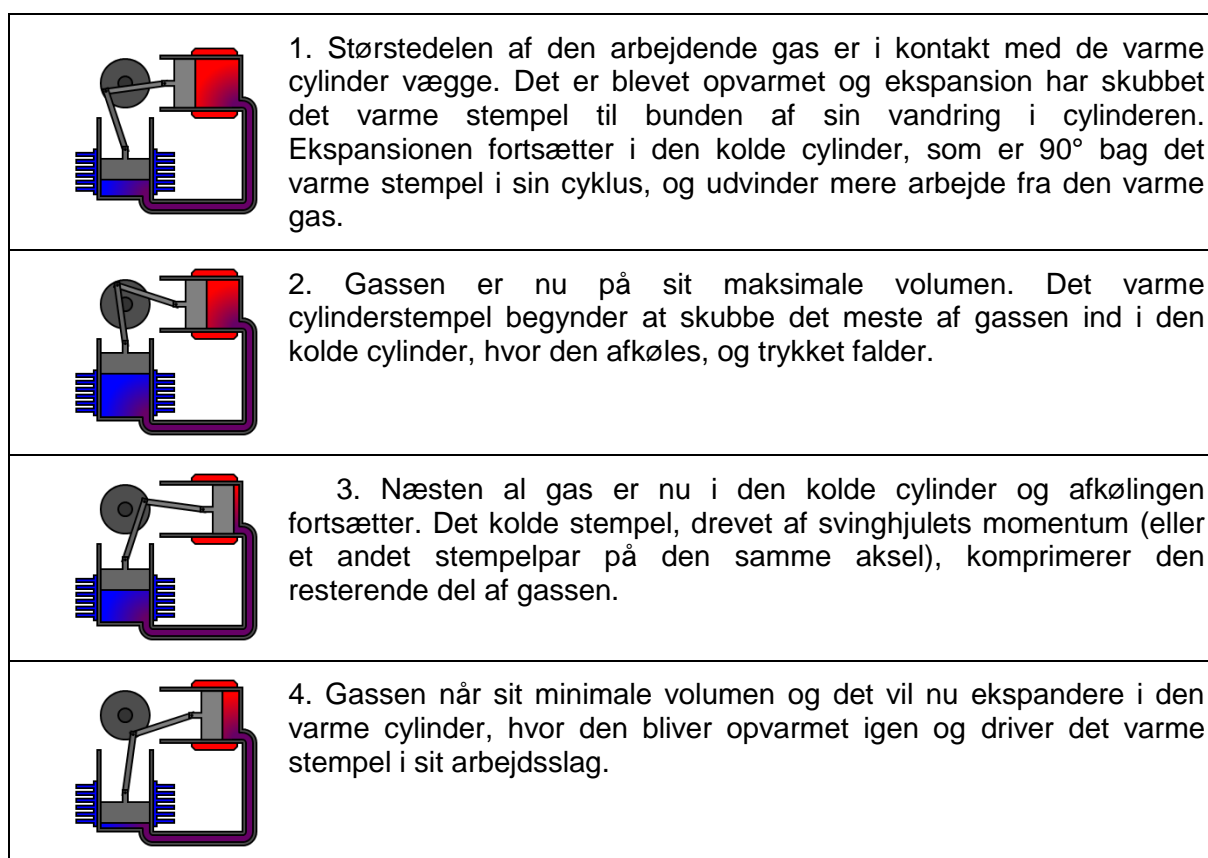 1. Størstedelen af den arbejdende gas er i kontakt med de varme
cylinder vægge. Det er blevet opvarmet og ekspansion har skubbet
det varme stempel til bunden af sin vandring i cylinderen.
Ekspansionen fortsætter i den kolde cylinder, som er 90° bag det
varme stempel i sin cyklus, og udvinder mere arbejde fra den varme
gas.
2. Gassen er nu på sit maksimale volumen. Det varme
cylinderstempel begynder at skubbe det meste af gassen ind i den
kolde cylinder, hvor den afkøles, og trykket falder.
3. Næsten al gas er nu i den kolde cylinder og afkølingen
fortsætter. Det kolde stempel, drevet af svinghjulets momentum (eller
et andet stempelpar på den samme aksel), komprimerer den
resterende del af gassen.
4. Gassen når sit minimale volumen og det vil nu ekspandere i den
varme cylinder, hvor den bliver opvarmet igen og driver det varme
stempel i sit arbejdsslag.